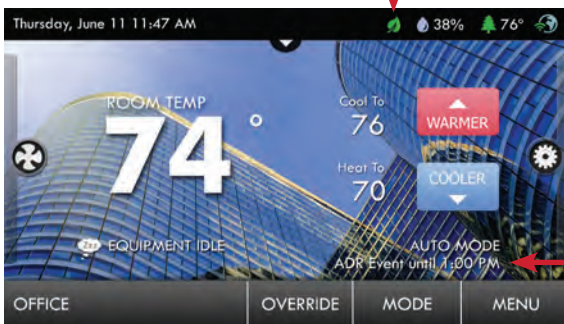 Thursday, June 11 11:47 AM
38%
76°
ROOM TEMP
74°
Cool To
76
WARMER
Heat To
70
COOLER
Zzz
EQUIPMENT IDLE
AUTO MODE
ADR Event until 1:00 PM
OFFICE
OVERRIDE
MODE
MENU